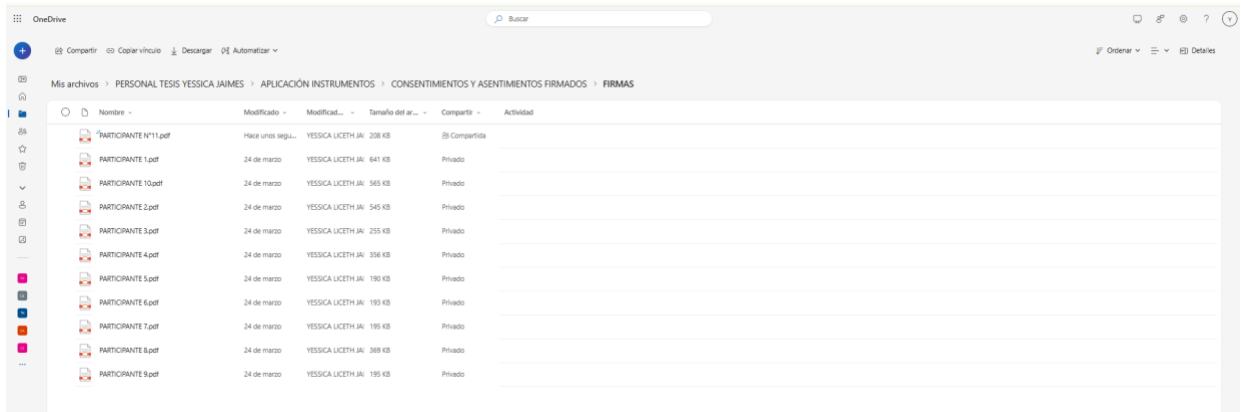 OneDrive
Buscar
Compartir Copiar vínculo Descargar Automatizar
Ordenar Detalles
Mis archivos > PERSONAL TESIS YESSICA JAIMES > APLICACIÓN INSTRUMENTOS > CONSENTIMIENTOS Y ASENTIMIENTOS FIRMADOS > FIRMAS
Nombre Modificado Modificad... Tamaño del ar... Compartir Actividad
PARTICIPANTE N°11.pdf Hace unos segu... YESSICA LICETH JAI 208 KB Compartida
PARTICIPANTE 1.pdf 24 de marzo YESSICA LICETH JAI 641 KB Privado
PARTICIPANTE 10.pdf 24 de marzo YESSICA LICETH JAI 565 KB Privado
PARTICIPANTE 2.pdf 24 de marzo YESSICA LICETH JAI 545 KB Privado
PARTICIPANTE 3.pdf 24 de marzo YESSICA LICETH JAI 255 KB Privado
PARTICIPANTE 4.pdf 24 de marzo YESSICA LICETH JAI 356 KB Privado
PARTICIPANTE 5.pdf 24 de marzo YESSICA LICETH JAI 190 KB Privado
PARTICIPANTE 6.pdf 24 de marzo YESSICA LICETH JAI 193 KB Privado
PARTICIPANTE 7.pdf 24 de marzo YESSICA LICETH JAI 195 KB Privado
PARTICIPANTE 8.pdf 24 de marzo YESSICA LICETH JAI 369 KB Privado
PARTICIPANTE 9.pdf 24 de marzo YESSICA LICETH JAI 195 KB Privado